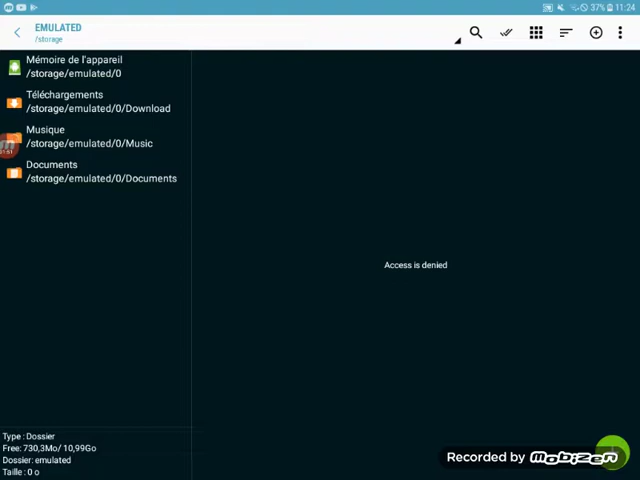 37% 11:24
EMULATED
/storage
Mémoire de l'appareil
/storage/emulated/0
Téléchargements
/storage/emulated/0/Download
Musique
/storage/emulated/0/Music
Documents
/storage/emulated/0/Documents
Access is denied
Type : Dossier
Free: 730,3Mo/ 10,99Go
Dossier: emulated
Taille : 0 o
Recorded by mobizen